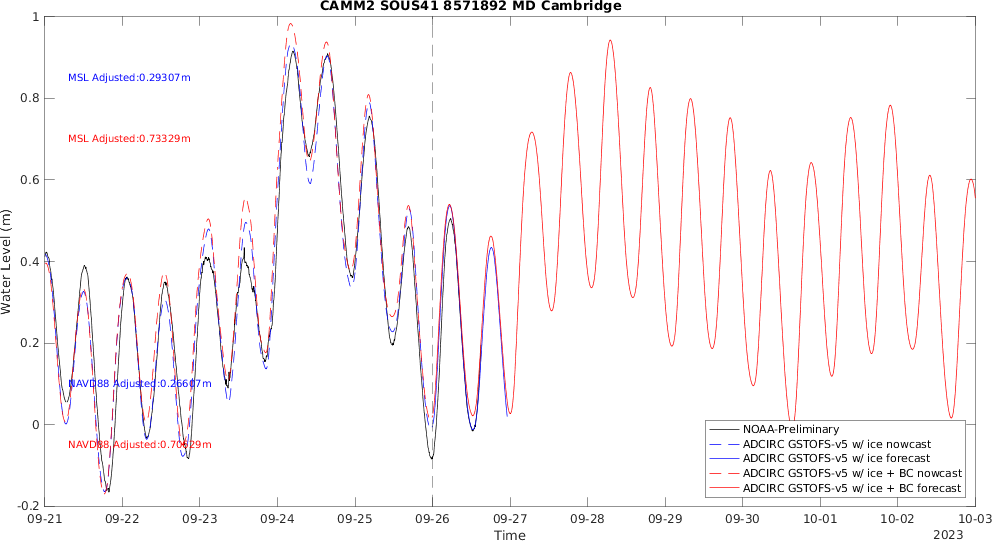 CAMM2 SOUS41 8571892 MD Cambridge
1
0.8
0.6
0.4
0.2
0
-0.2
Water Level (m)
MSL Adjusted:0.29307m
MSL Adjusted:0.73329m
NAVD88 Adjusted:0.26607m
NAVD88 Adjusted:0.70629m
NOAA-Preliminary
ADCIRC GSTOFS-v5 w/ ice nowcast
ADCIRC GSTOFS-v5 w/ ice forecast
ADCIRC GSTOFS-v5 w/ ice + BC nowcast
ADCIRC GSTOFS-v5 w/ ice + BC forecast
09-21 09-22 09-23 09-24 09-25 09-26 09-27 09-28 09-29 09-30 10-01 10-02 10-03
Time
2023